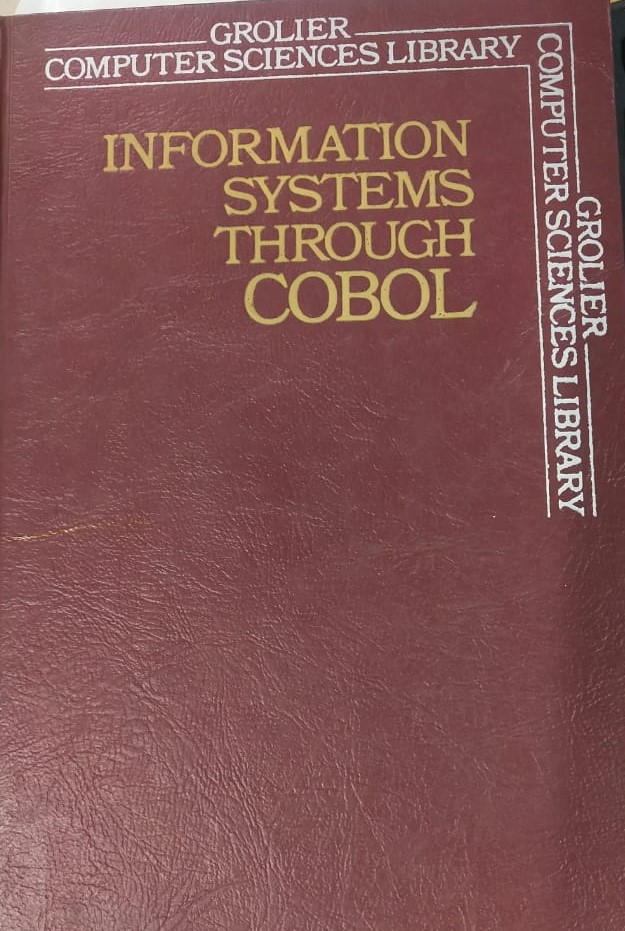 GROLIER
COMPUTER SCIENCES LIBRARY
INFORMATION
SYSTEMS
THROUGH
COBOL
GROLIER
COMPUTER SCIENCES LIBRARY